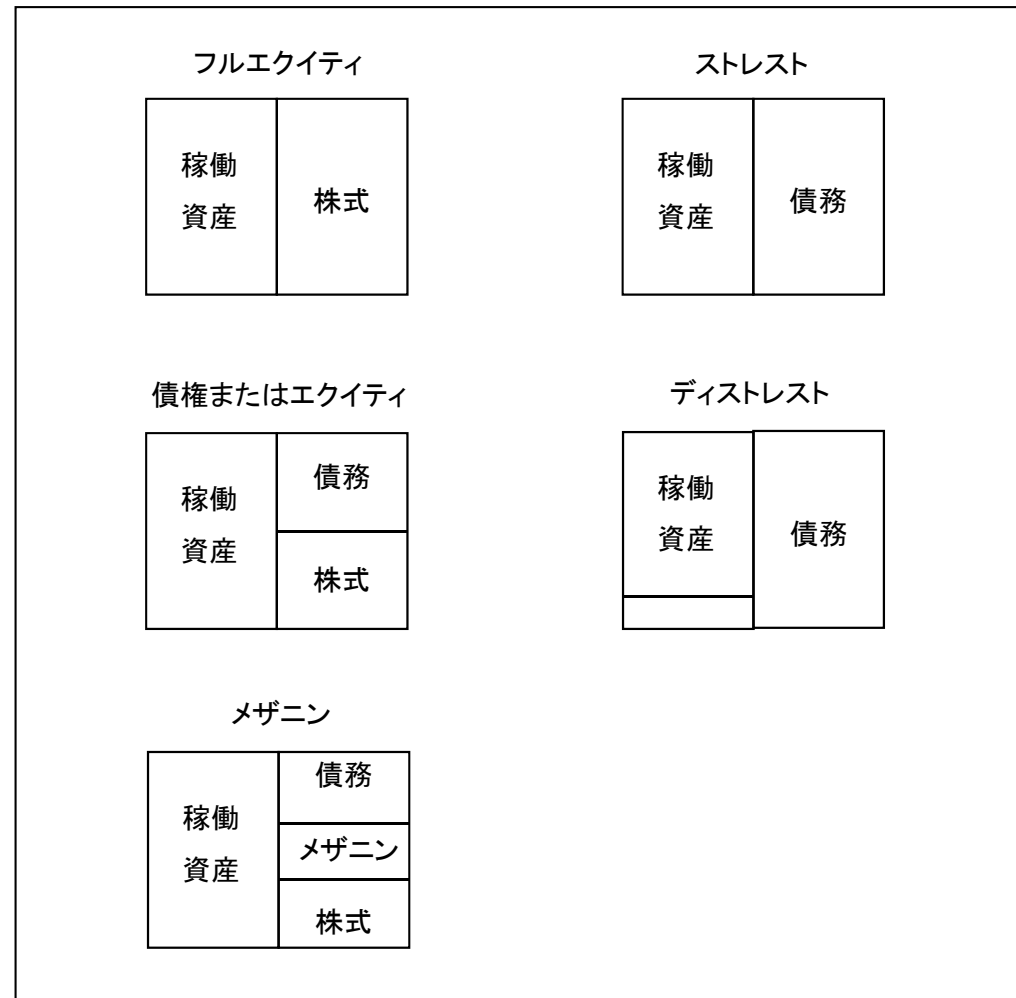 フルエクイティ
稼働
資産
株式
ストレスト
稼働
資産
債務
債権またはエクイティ
稼働
資産
債務
株式
ディストレスト
稼働
資産
債務
メザニン
稼働
資産
債務
メザニン
株式